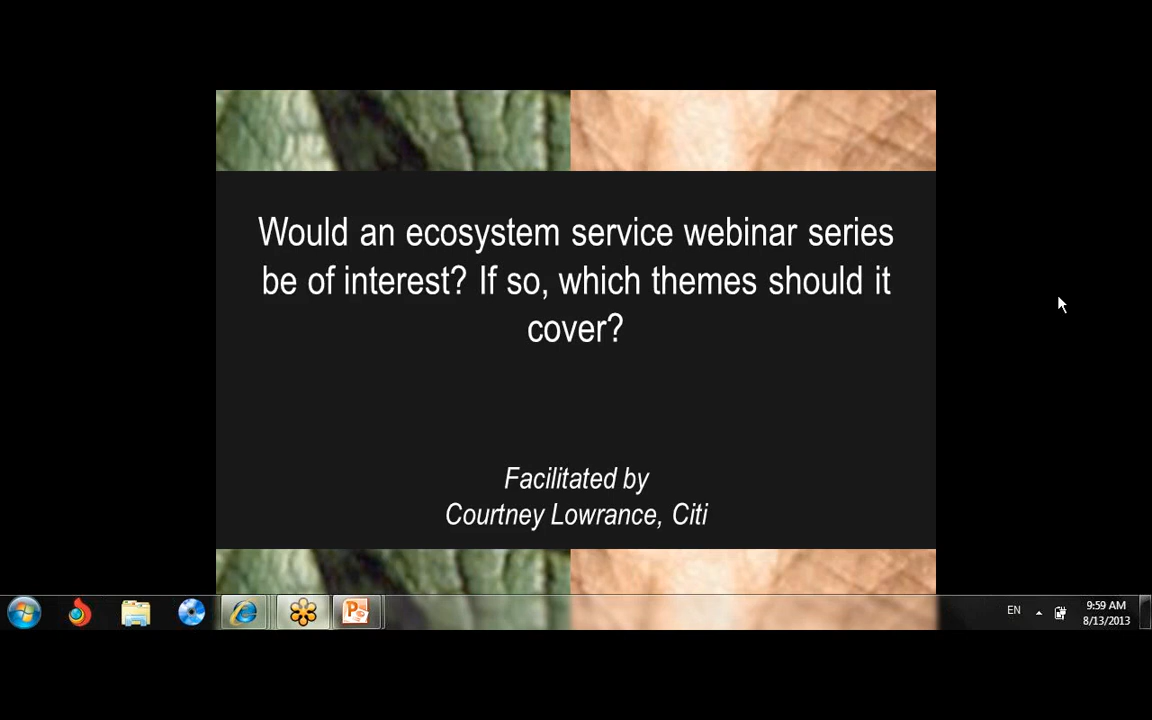 Would an ecosystem service webinar series
be of interest? If so, which themes should it
cover?
Facilitated by
Courtney Lowrance, Citi
EN
9:59 AM
8/13/2013